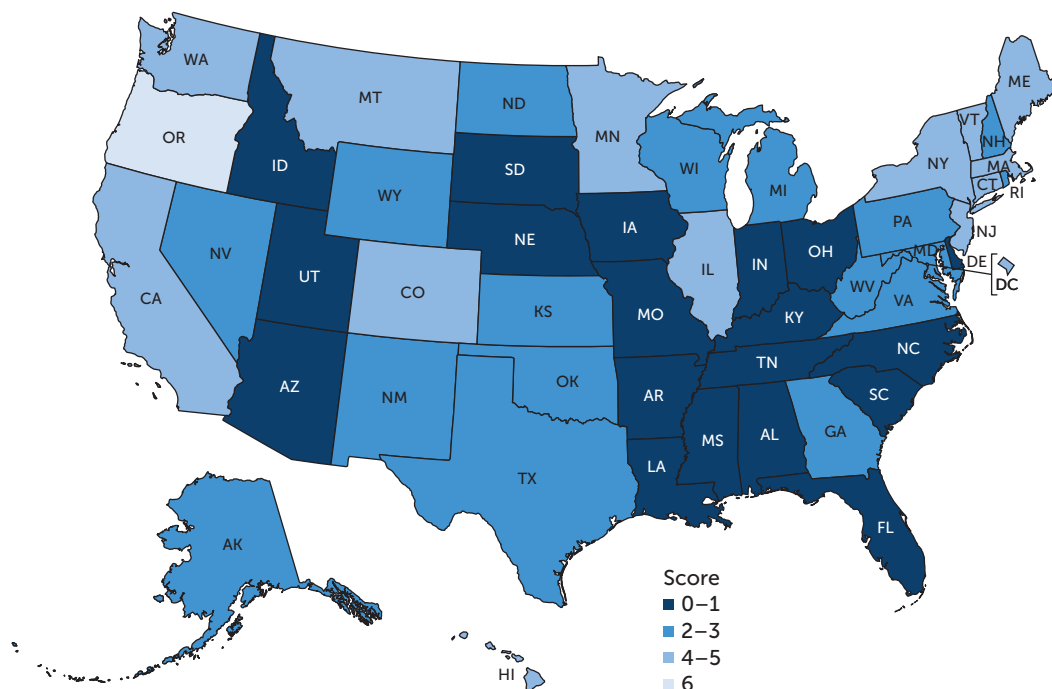 WA
MT
ND
MN
ME
VT
NH
OR
ID
SD
WI
MI
NY
MA
CT
RI
WY
NE
IA
PA
NJ
NV
UT
CO
IL
IN
OH
MD
DE
DC
CA
KS
MO
WV
VA
KY
NC
AZ
NM
OK
AR
TN
SC
MS
AL
GA
TX
LA
FL
AK
HI
Score
0–1
2–3
4–5
6